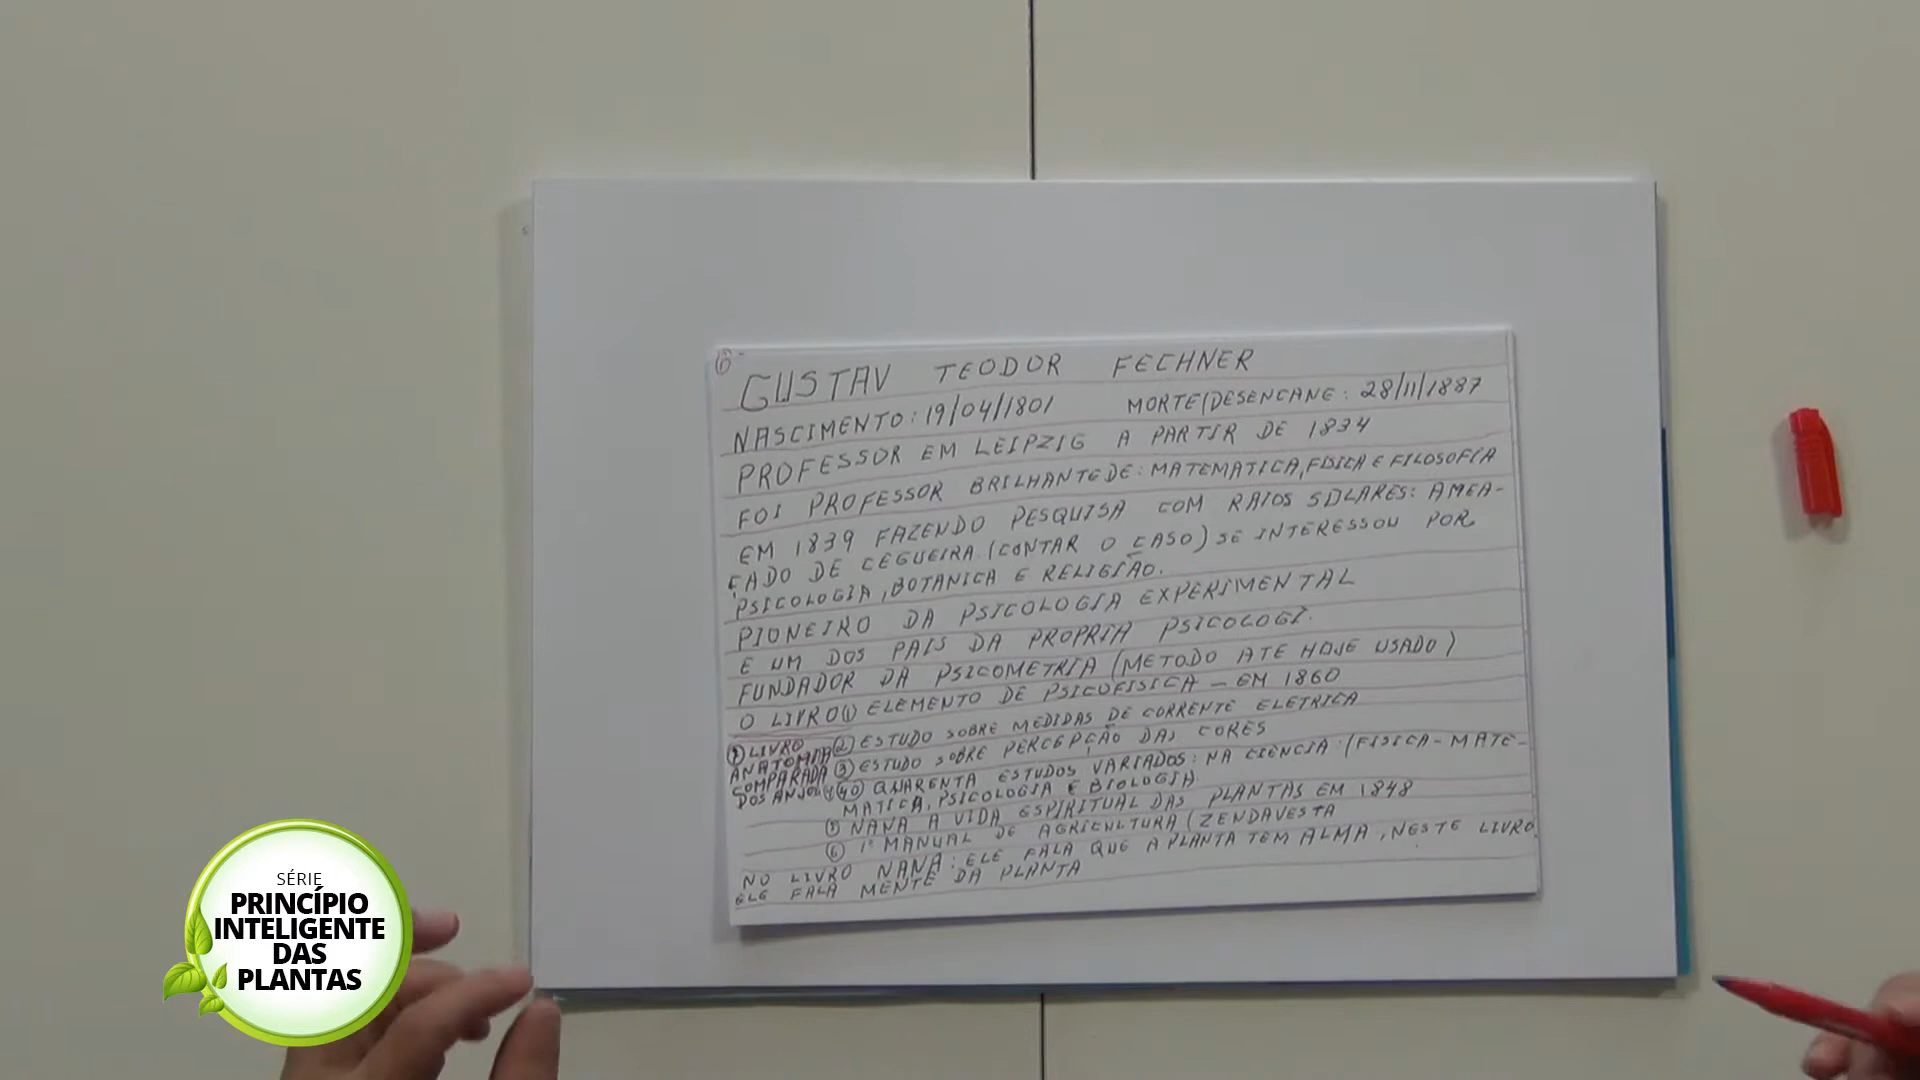 GUSTAV TEODOR FECHNER
NASCIMENTO: 19/04/1801 MORTE/DESENCANE: 28/11/1887
PROFESSOR EM LEIPZIG A PARTIR DE 1834
FOI PROFESSOR BRILHANTE DE: MATEMATICA, FISICA E FILOSOFIA
EM 1839 FAZENDO PESQUISA COM RAIOS SOLARES: AMEA-
ÇADO DE CEGUEIRA (CONTAR O CASO) SE INTERESSOU POR
PSICOLOGIA, BOTANICA E RELIGIÃO.
PIONEIRO DA PSICOLOGIA EXPERIMENTAL
E UM DOS PAIS DA PROPRIA PSICOLOGI.
FUNDADOR DA PSICOMETRIA (METODO ATE HOJE USADO)
O LIVRO ① ELEMENTO DE PSICOFISICA - EM 1860
② ESTUDO SOBRE MEDIDAS DE CORRENTE ELETRICA
③ ESTUDO SOBRE PERCEPÇÃO DAS CORES
(40) QUARENTA ESTUDOS VARIADOS: NA CIENCIA: (FISICA-MATE-
MATICA, PSICOLOGIA E BIOLOGIA.
LIVRO
ANATOMIA
COMPARADA
DOS ANJOS
⑤ NANA A VIDA ESPIRITUAL DAS PLANTAS EM 1848
⑥ 1º MANUAL DE AGRICULTURA (ZENDAVESTA
NO LIVRO NANA: ELE FALA QUE A PLANTA TEM ALMA, NESTE LIVRO
ELE FALA MENTE DA PLANTA
SÉRIE
PRINCÍPIO
INTELIGENTE
DAS
PLANTAS